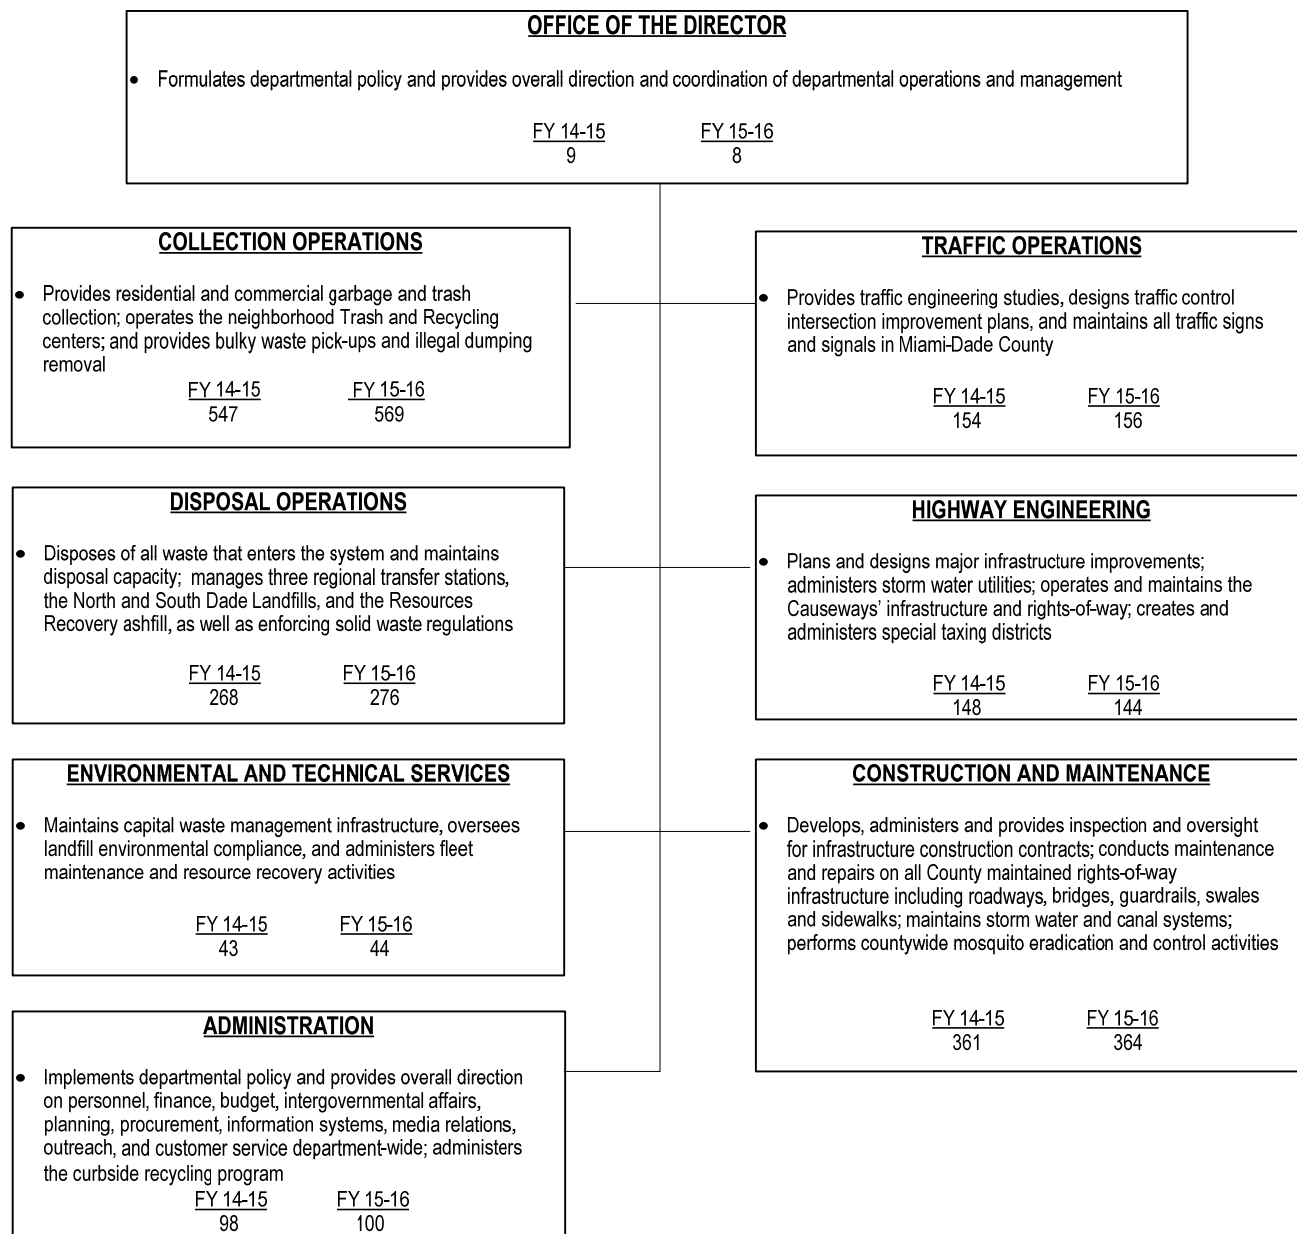 OFFICE OF THE DIRECTOR
• Formulates departmental policy and provides overall direction and coordination of departmental operations and management
FY 14-15 FY 15-16
9 8
COLLECTION OPERATIONS
• Provides residential and commercial garbage and trash
collection; operates the neighborhood Trash and Recycling
centers; and provides bulky waste pick-ups and illegal dumping
removal
FY 14-15 FY 15-16
547 569
TRAFFIC OPERATIONS
• Provides traffic engineering studies, designs traffic control
intersection improvement plans, and maintains all traffic signs
and signals in Miami-Dade County
FY 14-15 FY 15-16
154 156
DISPOSAL OPERATIONS
• Disposes of all waste that enters the system and maintains
disposal capacity; manages three regional transfer stations,
the North and South Dade Landfills, and the Resources
Recovery ashfill, as well as enforcing solid waste regulations
FY 14-15 FY 15-16
268 276
HIGHWAY ENGINEERING
• Plans and designs major infrastructure improvements;
administers storm water utilities; operates and maintains the
Causeways' infrastructure and rights-of-way; creates and
administers special taxing districts
FY 14-15 FY 15-16
148 144
ENVIRONMENTAL AND TECHNICAL SERVICES
• Maintains capital waste management infrastructure, oversees
landfill environmental compliance, and administers fleet
maintenance and resource recovery activities
FY 14-15 FY 15-16
43 44
CONSTRUCTION AND MAINTENANCE
• Develops, administers and provides inspection and oversight
for infrastructure construction contracts; conducts maintenance
and repairs on all County maintained rights-of-way
infrastructure including roadways, bridges, guardrails, swales
and sidewalks; maintains storm water and canal systems;
performs countywide mosquito eradication and control activities
FY 14-15 FY 15-16
361 364
ADMINISTRATION
• Implements departmental policy and provides overall direction
on personnel, finance, budget, intergovernmental affairs,
planning, procurement, information systems, media relations,
outreach, and customer service department-wide; administers
the curbside recycling program
FY 14-15 FY 15-16
98 100